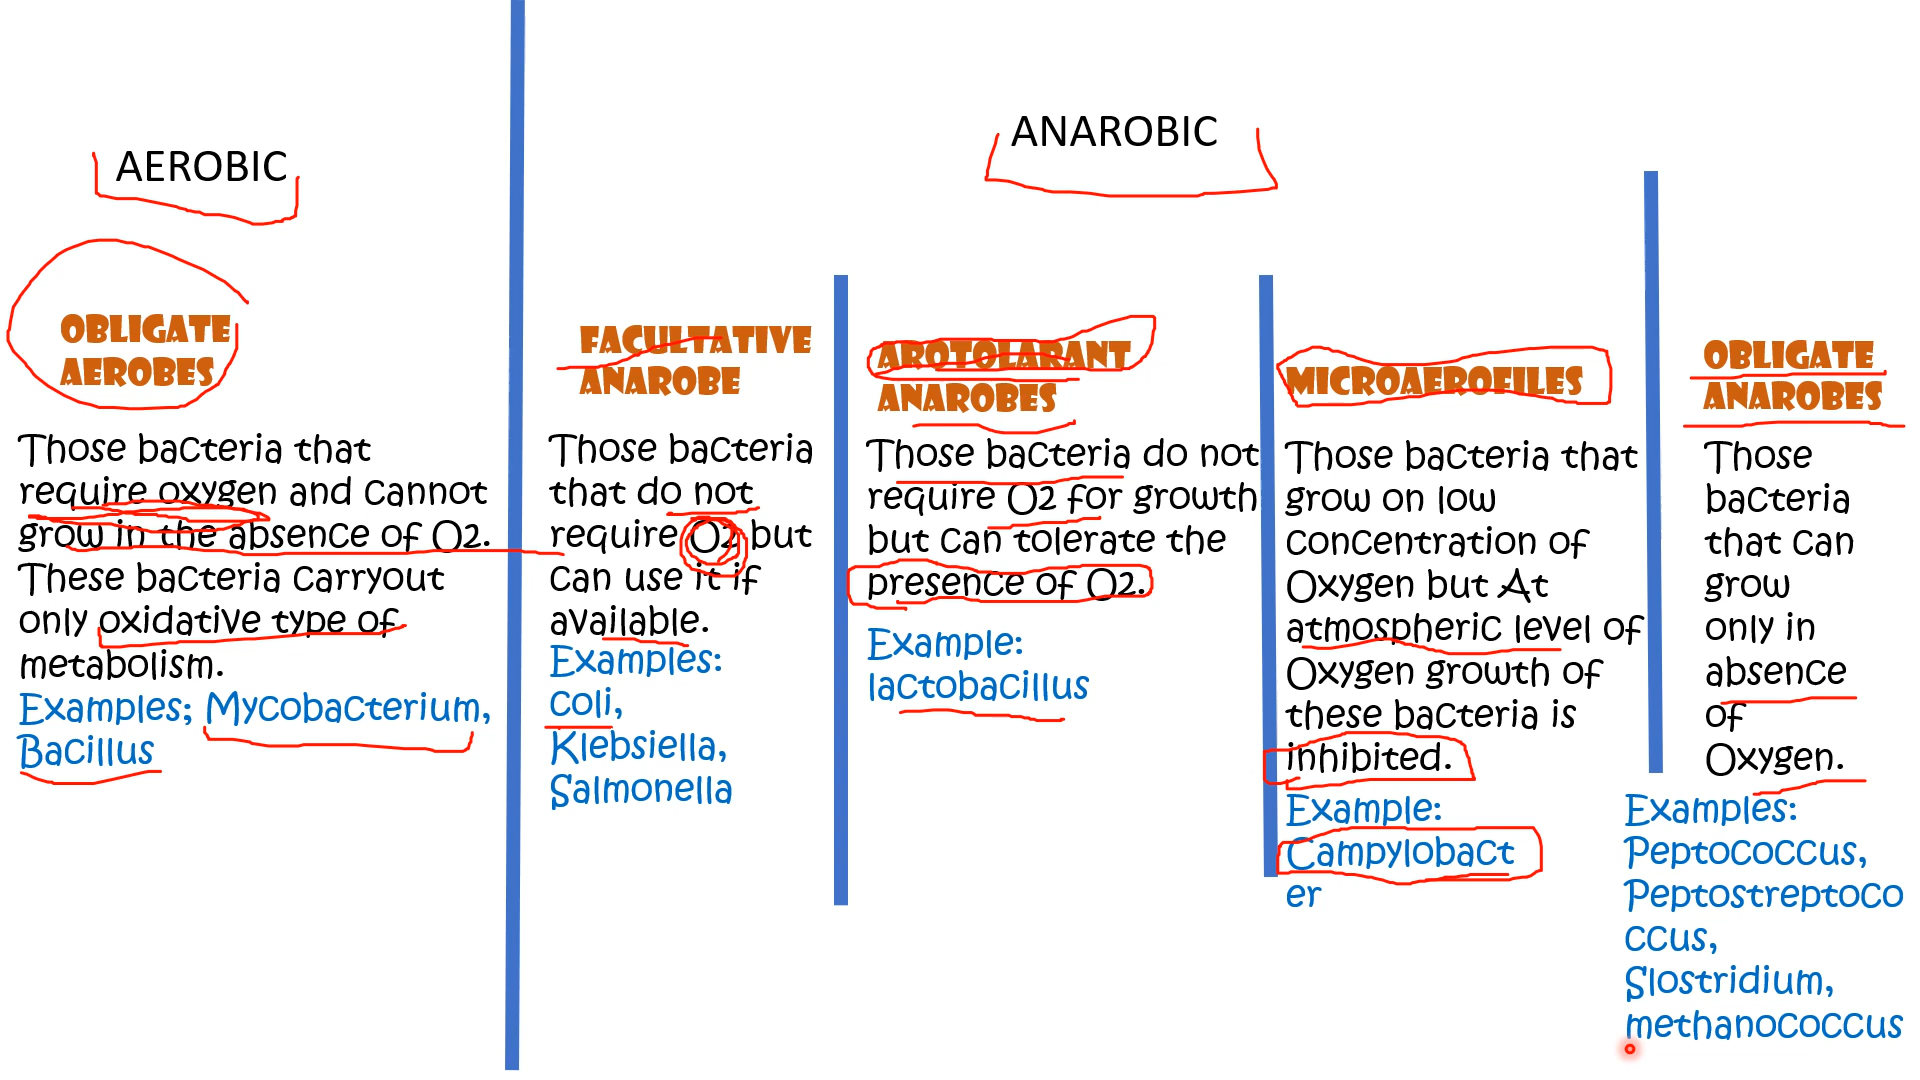 AEROBIC
ANAROBIC
OBLIGATE
AEROBES
Those bacteria that
require oxygen and cannot
grow in the absence of O2.
These bacteria carryout
only oxidative type of
metabolism.
Examples; Mycobacterium,
Bacillus
FACULTATIVE
ANAROBE
Those bacteria
that do not
require O2 but
can use it if
available.
Examples:
coli,
Klebsiella,
Salmonella
AROTOLARANT
ANAROBES
Those bacteria do not
require O2 for growth
but can tolerate the
presence of O2.
Example:
lactobacillus
MICROAEROFILES
Those bacteria that
grow on low
concentration of
Oxygen but At
atmospheric level of
Oxygen growth of
these bacteria is
inhibited.
Example:
Campylobact
er
OBLIGATE
ANAROBES
Those
bacteria
that can
grow
only in
absence
of
Oxygen.
Examples:
Peptococcus,
Peptostreptoco
ccus,
Slostridium,
methanococcus